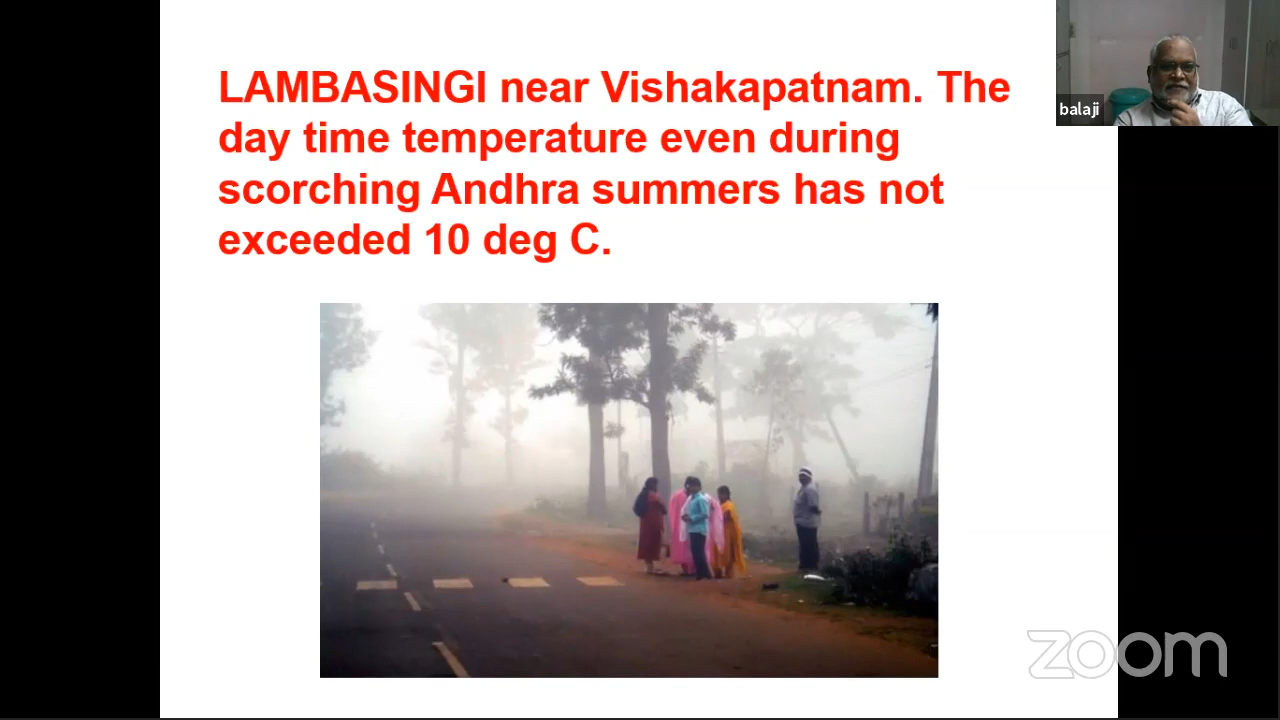 LAMBASINGI near Vishakapatnam. The
day time temperature even during
scorching Andhra summers has not
exceeded 10 deg C.
balaji
zoom